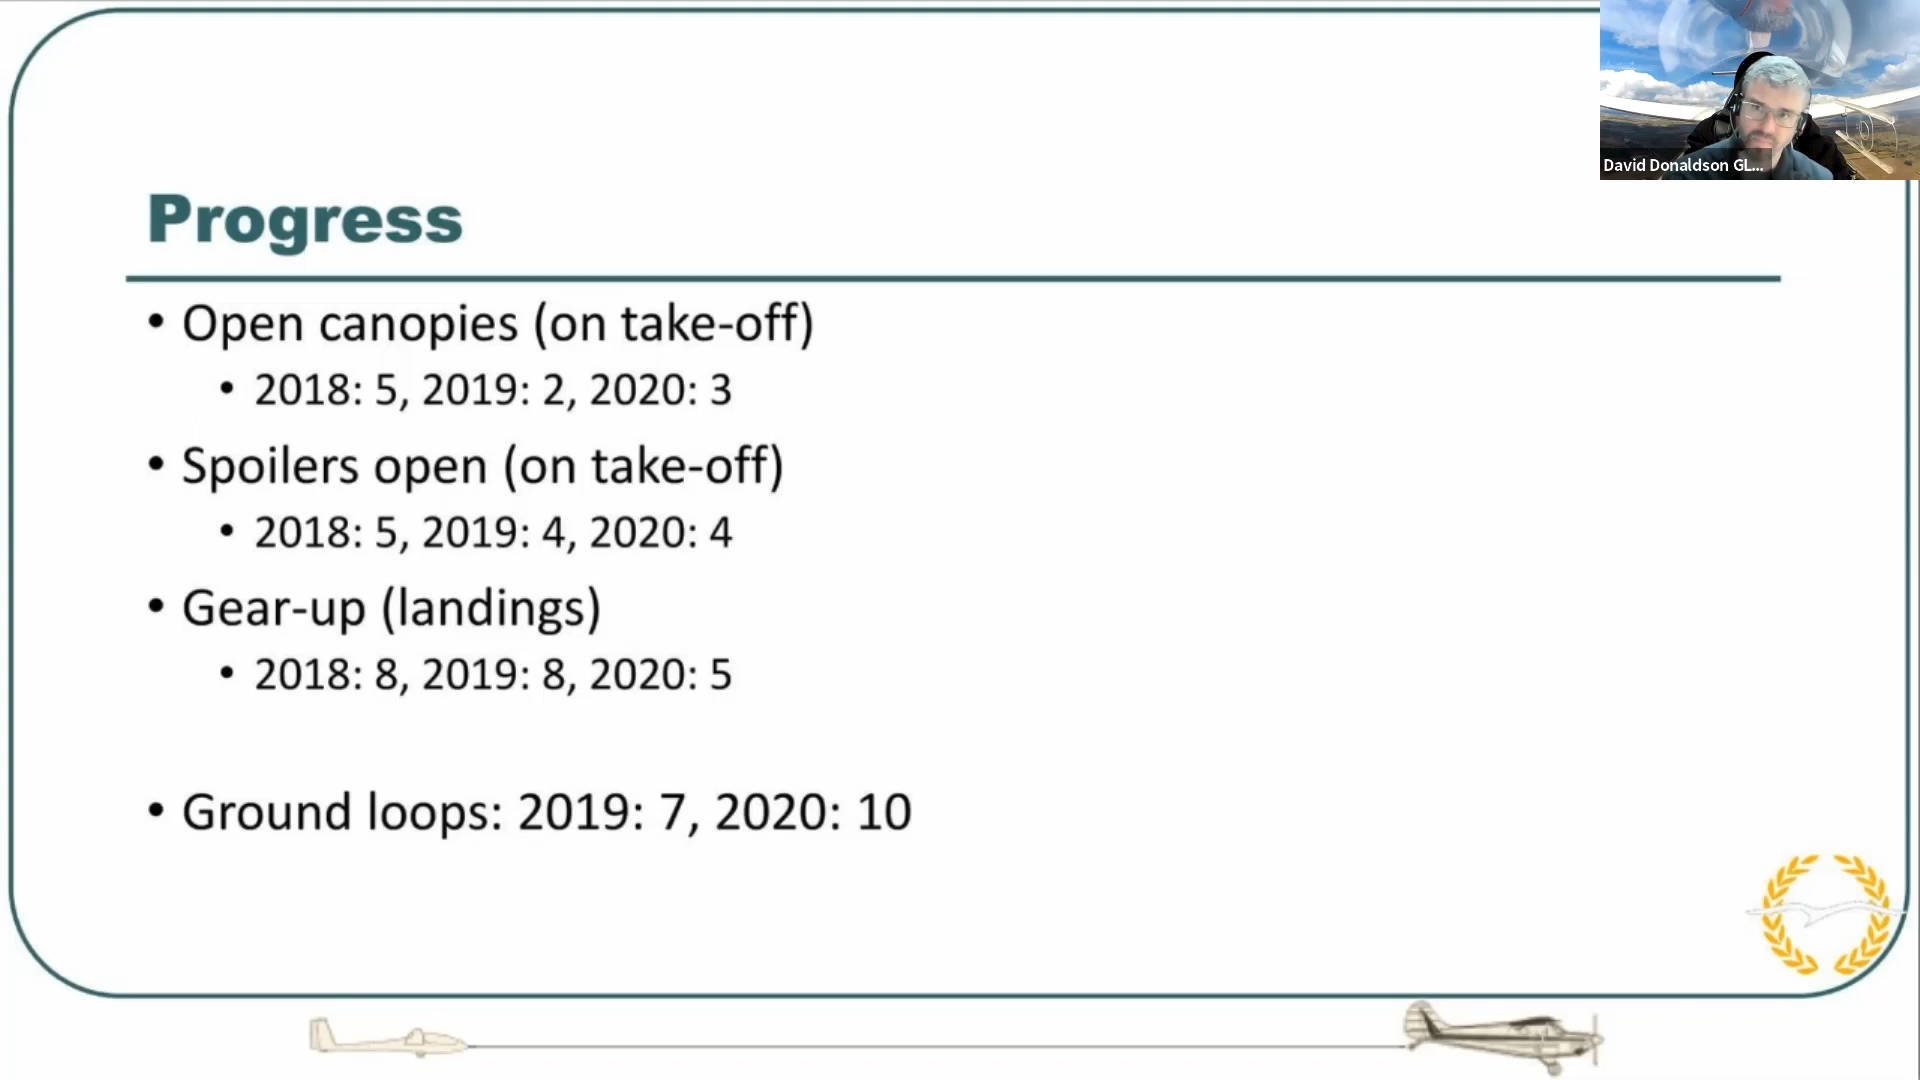 David Donaldson GL...
Progress
• Open canopies (on take-off)
• 2018: 5, 2019: 2, 2020: 3
• Spoilers open (on take-off)
• 2018: 5, 2019: 4, 2020: 4
• Gear-up (landings)
• 2018: 8, 2019: 8, 2020: 5
• Ground loops: 2019: 7, 2020: 10